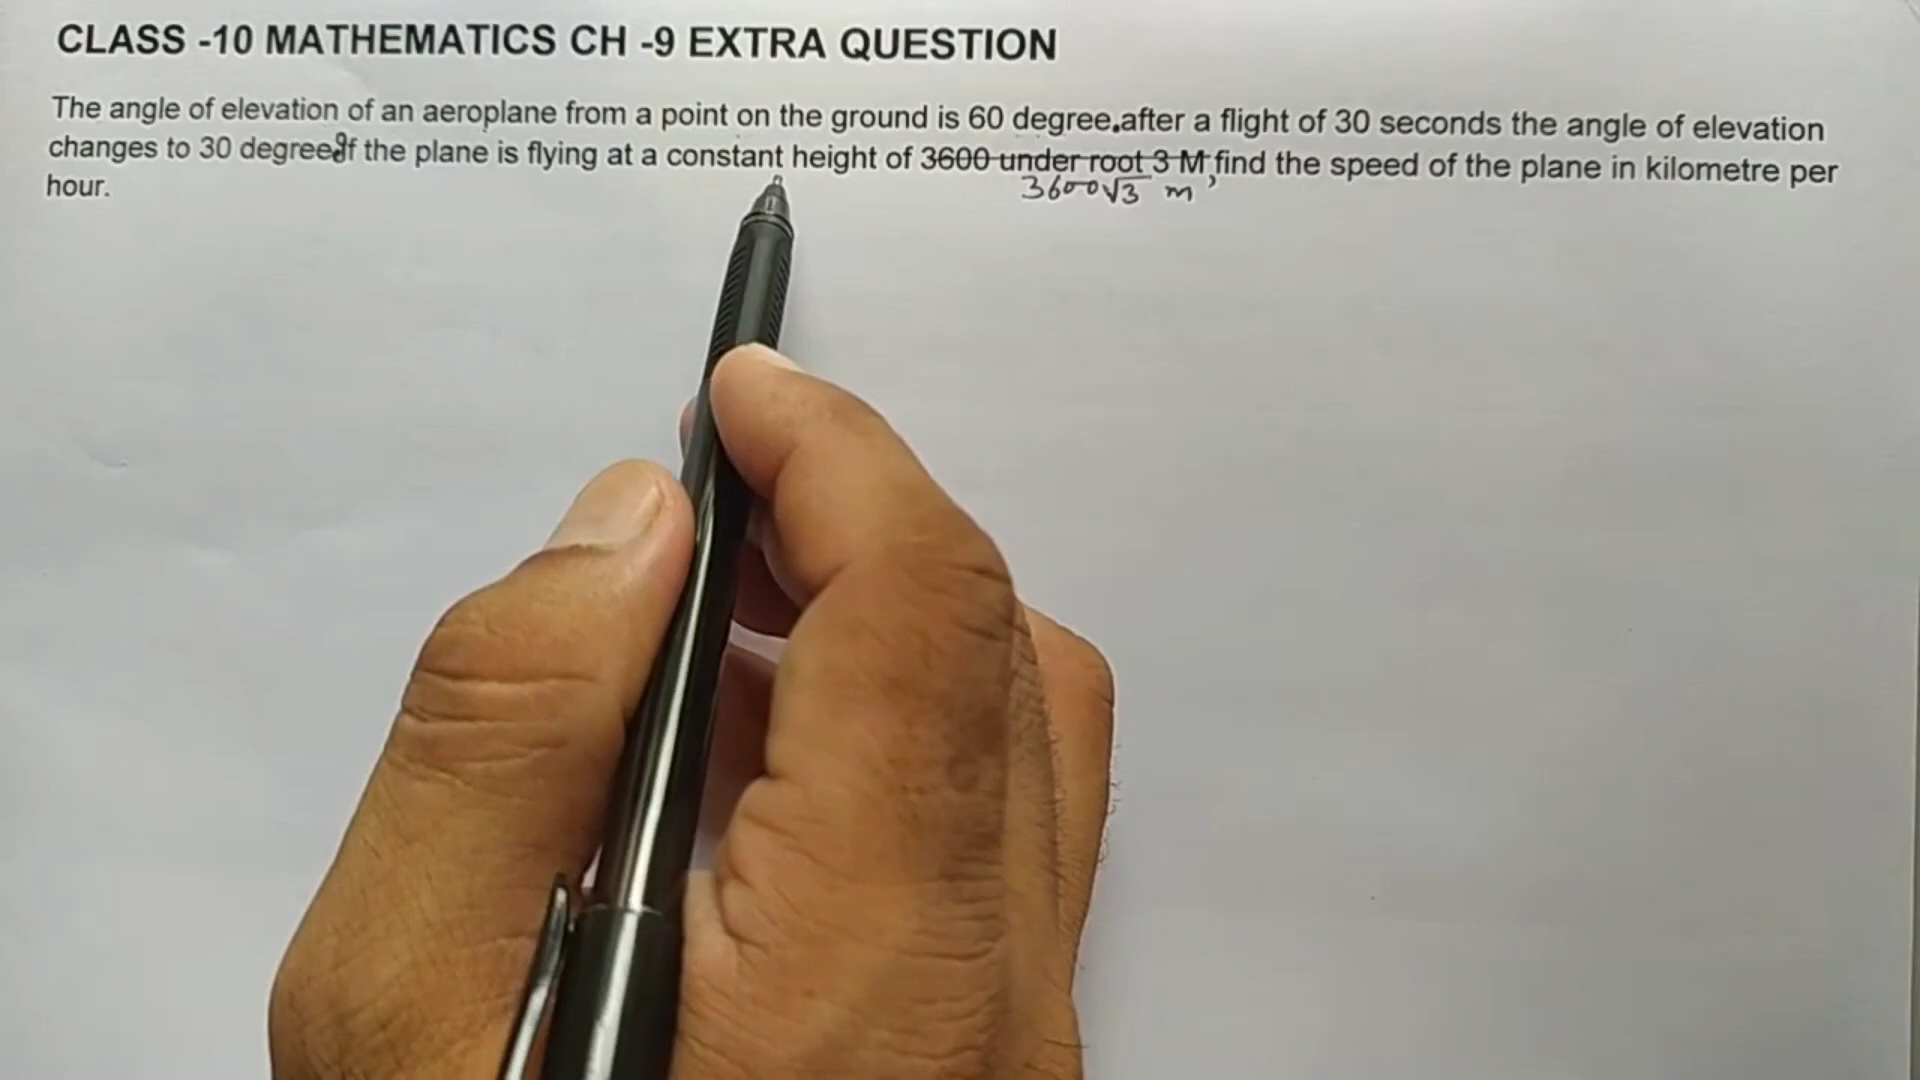 CLASS -10 MATHEMATICS CH -9 EXTRA QUESTION
The angle of elevation of an aeroplane from a point on the ground is 60 degree.after a flight of 30 seconds the angle of elevation
changes to 30 degree If the plane is flying at a constant height of 3600 under root 3 M,find the speed of the plane in kilometre per
3600√3 m
hour.